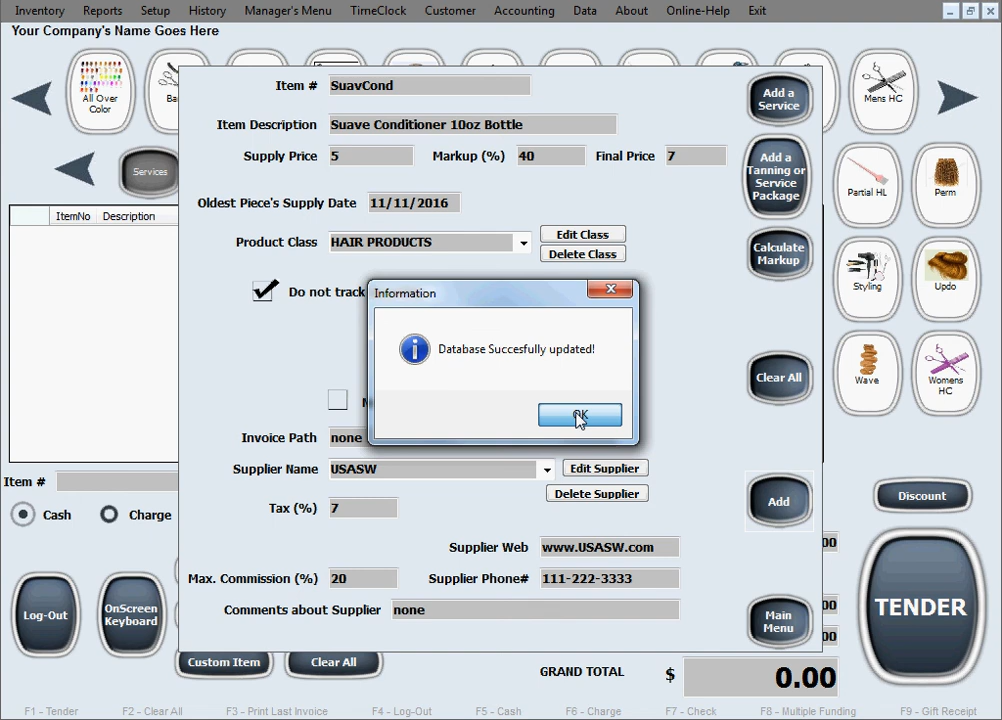 Inventory Reports Setup History Manager's Menu TimeClock Customer Accounting Data About Online-Help Exit
Your Company's Name Goes Here
All Over
Color
Mens HC
Services
ItemNo Description
Item # SuavCond
Item Description Suave Conditioner 10oz Bottle
Supply Price 5 Markup (%) 40 Final Price 7
Oldest Piece's Supply Date 11/11/2016
Product Class HAIR PRODUCTS
Edit Class
Delete Class
Do not track
Information
Database Succesfully updated!
OK
Invoice Path none
Supplier Name USASW
Edit Supplier
Delete Supplier
Tax (%) 7
Supplier Web www.USASW.com
Max. Commission (%) 20 Supplier Phone# 111-222-3333
Comments about Supplier none
Add a
Service
Add a
Tanning or
Service
Package
Calculate
Markup
Clear All
Add
Main
Menu
Partial HL
Perm
Styling
Updo
Wave
Womens
HC
Item #
Cash Charge
Log-Out
OnScreen
Keyboard
Custom Item
Clear All
Discount
TENDER
00
00
00
GRAND TOTAL $ 0.00
F1 - Tender F2 - Clear All F3 - Print Last Invoice F4 - Log-Out F5 - Cash F6 - Charge F7 - Check F8 - Multiple Funding F9 - Gift Receipt